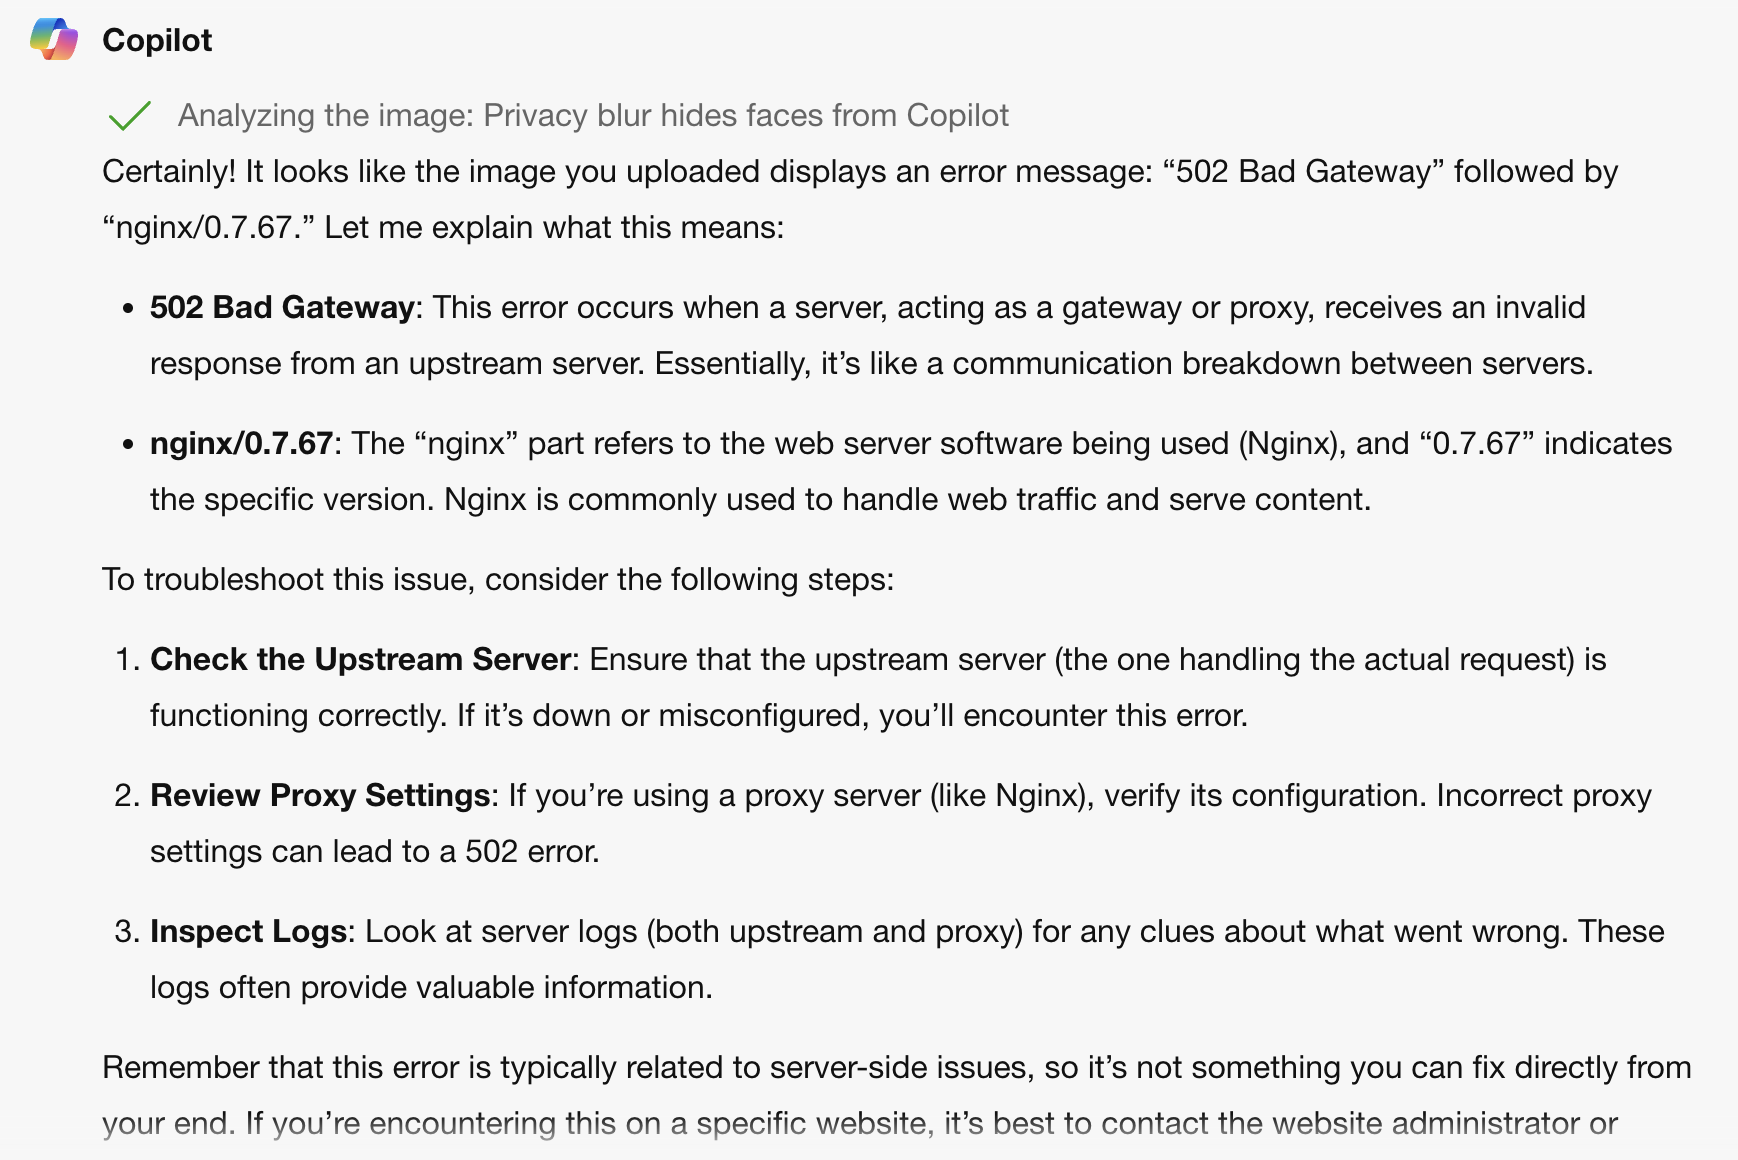 Copilot
Analyzing the image: Privacy blur hides faces from Copilot
Certainly! It looks like the image you uploaded displays an error message: “502 Bad Gateway” followed by
“nginx/0.7.67.” Let me explain what this means:
• 502 Bad Gateway: This error occurs when a server, acting as a gateway or proxy, receives an invalid
response from an upstream server. Essentially, it’s like a communication breakdown between servers.
• nginx/0.7.67: The “nginx” part refers to the web server software being used (Nginx), and “0.7.67” indicates
the specific version. Nginx is commonly used to handle web traffic and serve content.
To troubleshoot this issue, consider the following steps:
1. Check the Upstream Server: Ensure that the upstream server (the one handling the actual request) is
functioning correctly. If it’s down or misconfigured, you’ll encounter this error.
2. Review Proxy Settings: If you’re using a proxy server (like Nginx), verify its configuration. Incorrect proxy
settings can lead to a 502 error.
3. Inspect Logs: Look at server logs (both upstream and proxy) for any clues about what went wrong. These
logs often provide valuable information.
Remember that this error is typically related to server-side issues, so it’s not something you can fix directly from
your end. If you’re encountering this on a specific website, it’s best to contact the website administrator or